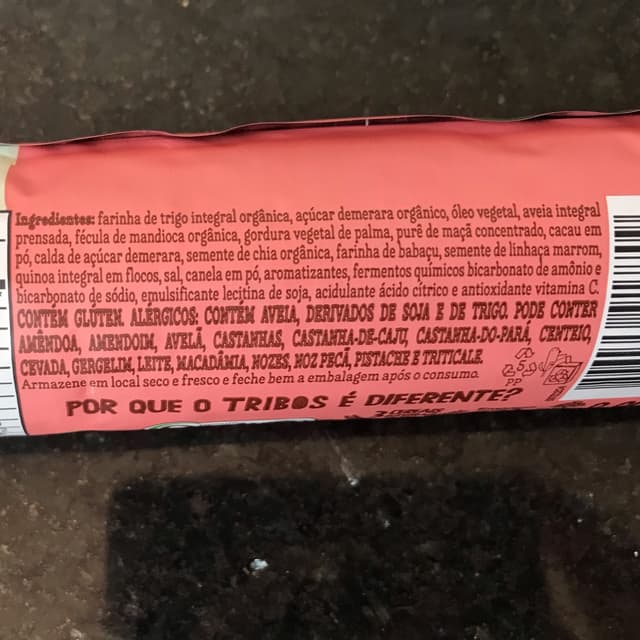 Ingredientes: farinha de trigo integral orgânica, açúcar demerara orgânico, óleo vegetal, aveia integral
prensada, fécula de mandioca orgânica, gordura vegetal de palma, purê de maçã concentrado, cacau em
pó, calda de açúcar demerara, semente de chia orgânica, farinha de babaçu, semente de linhaça marrom,
quinoa integral em flocos, sal, canela em pó, aromatizantes, fermentos químicos bicarbonato de amônio e
bicarbonato de sódio, emulsificante lecitina de soja, acidulante ácido cítrico e antioxidante vitamina C.
CONTÉM GLÚTEN. ALÉRGICOS: CONTÉM AVEIA, DERIVADOS DE SOJA E DE TRIGO. PODE CONTER
AMÊNDOA, AMENDOIM, AVELÃ, CASTANHAS, CASTANHA-DE-CAJU, CASTANHA-DO-PARÁ, CENTEIO,
CEVADA, GERGELIM, LEITE, MACADÂMIA, NOZES, NOZ PECÃ, PISTACHE E TRITICALE.
Armazene em local seco e fresco e feche bem a embalagem após o consumo.
PP
POR QUE O TRIBOS É DIFERENTE?
3 CEREAIS